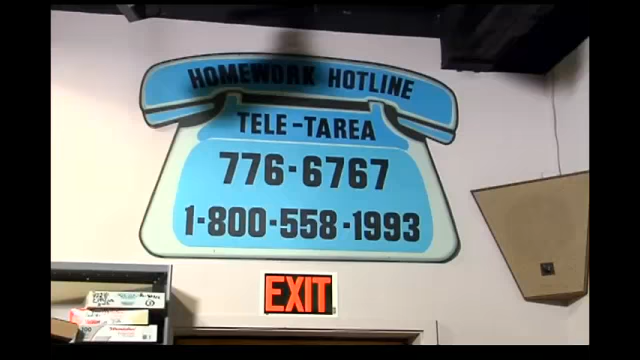 HOMEWORK HOTLINE
TELE-TAREA
776-6767
1-800-558-1993
EXIT